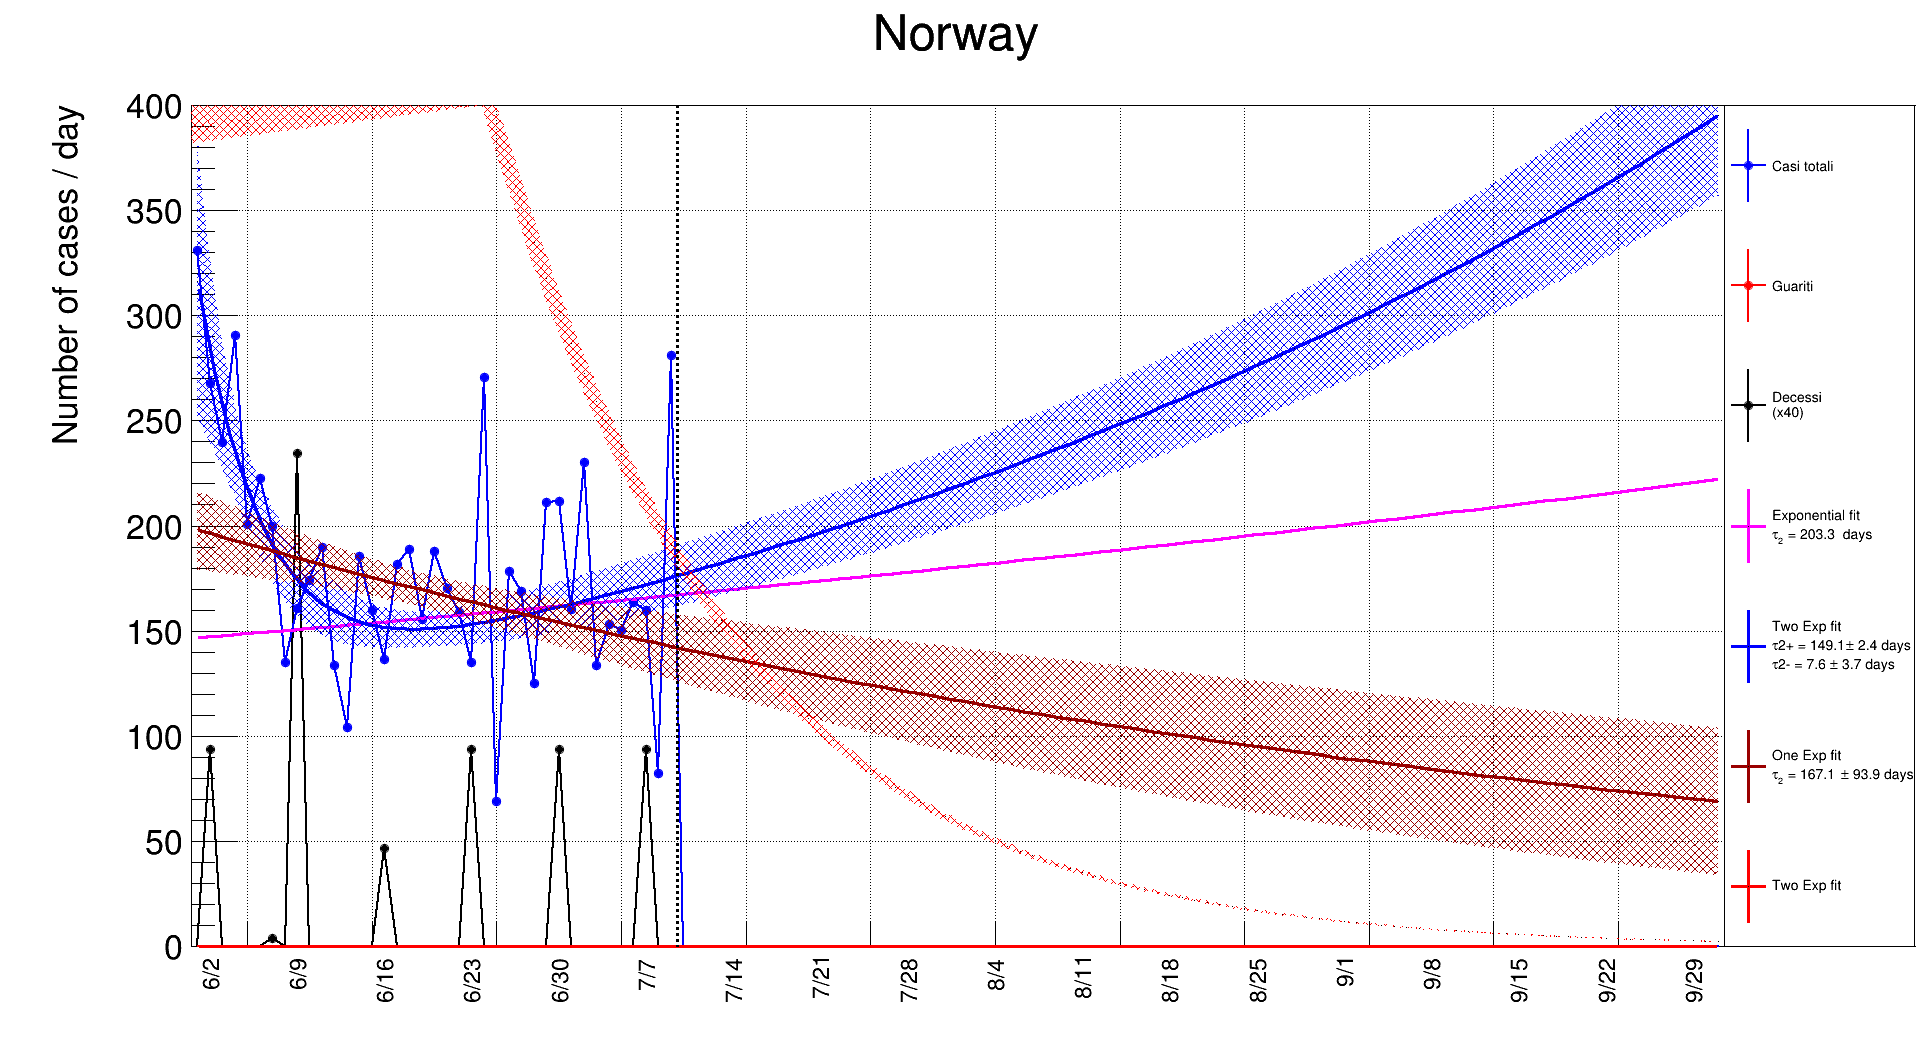 Norway
Number of cases / day
400
350
300
250
200
150
100
50
0
6/2
6/9
6/16
6/23
6/30
7/7
7/14
7/21
7/28
8/4
8/11
8/18
8/25
9/1
9/8
9/15
9/22
9/29
Casi totali
Guariti
Decessi
(x40)
Exponential fit
τ2 = 203.3 days
Two Exp fit
τ2+ = 149.1± 2.4 days
τ2- = 7.6 ± 3.7 days
One Exp fit
τ2 = 167.1 ± 93.9 days
Two Exp fit